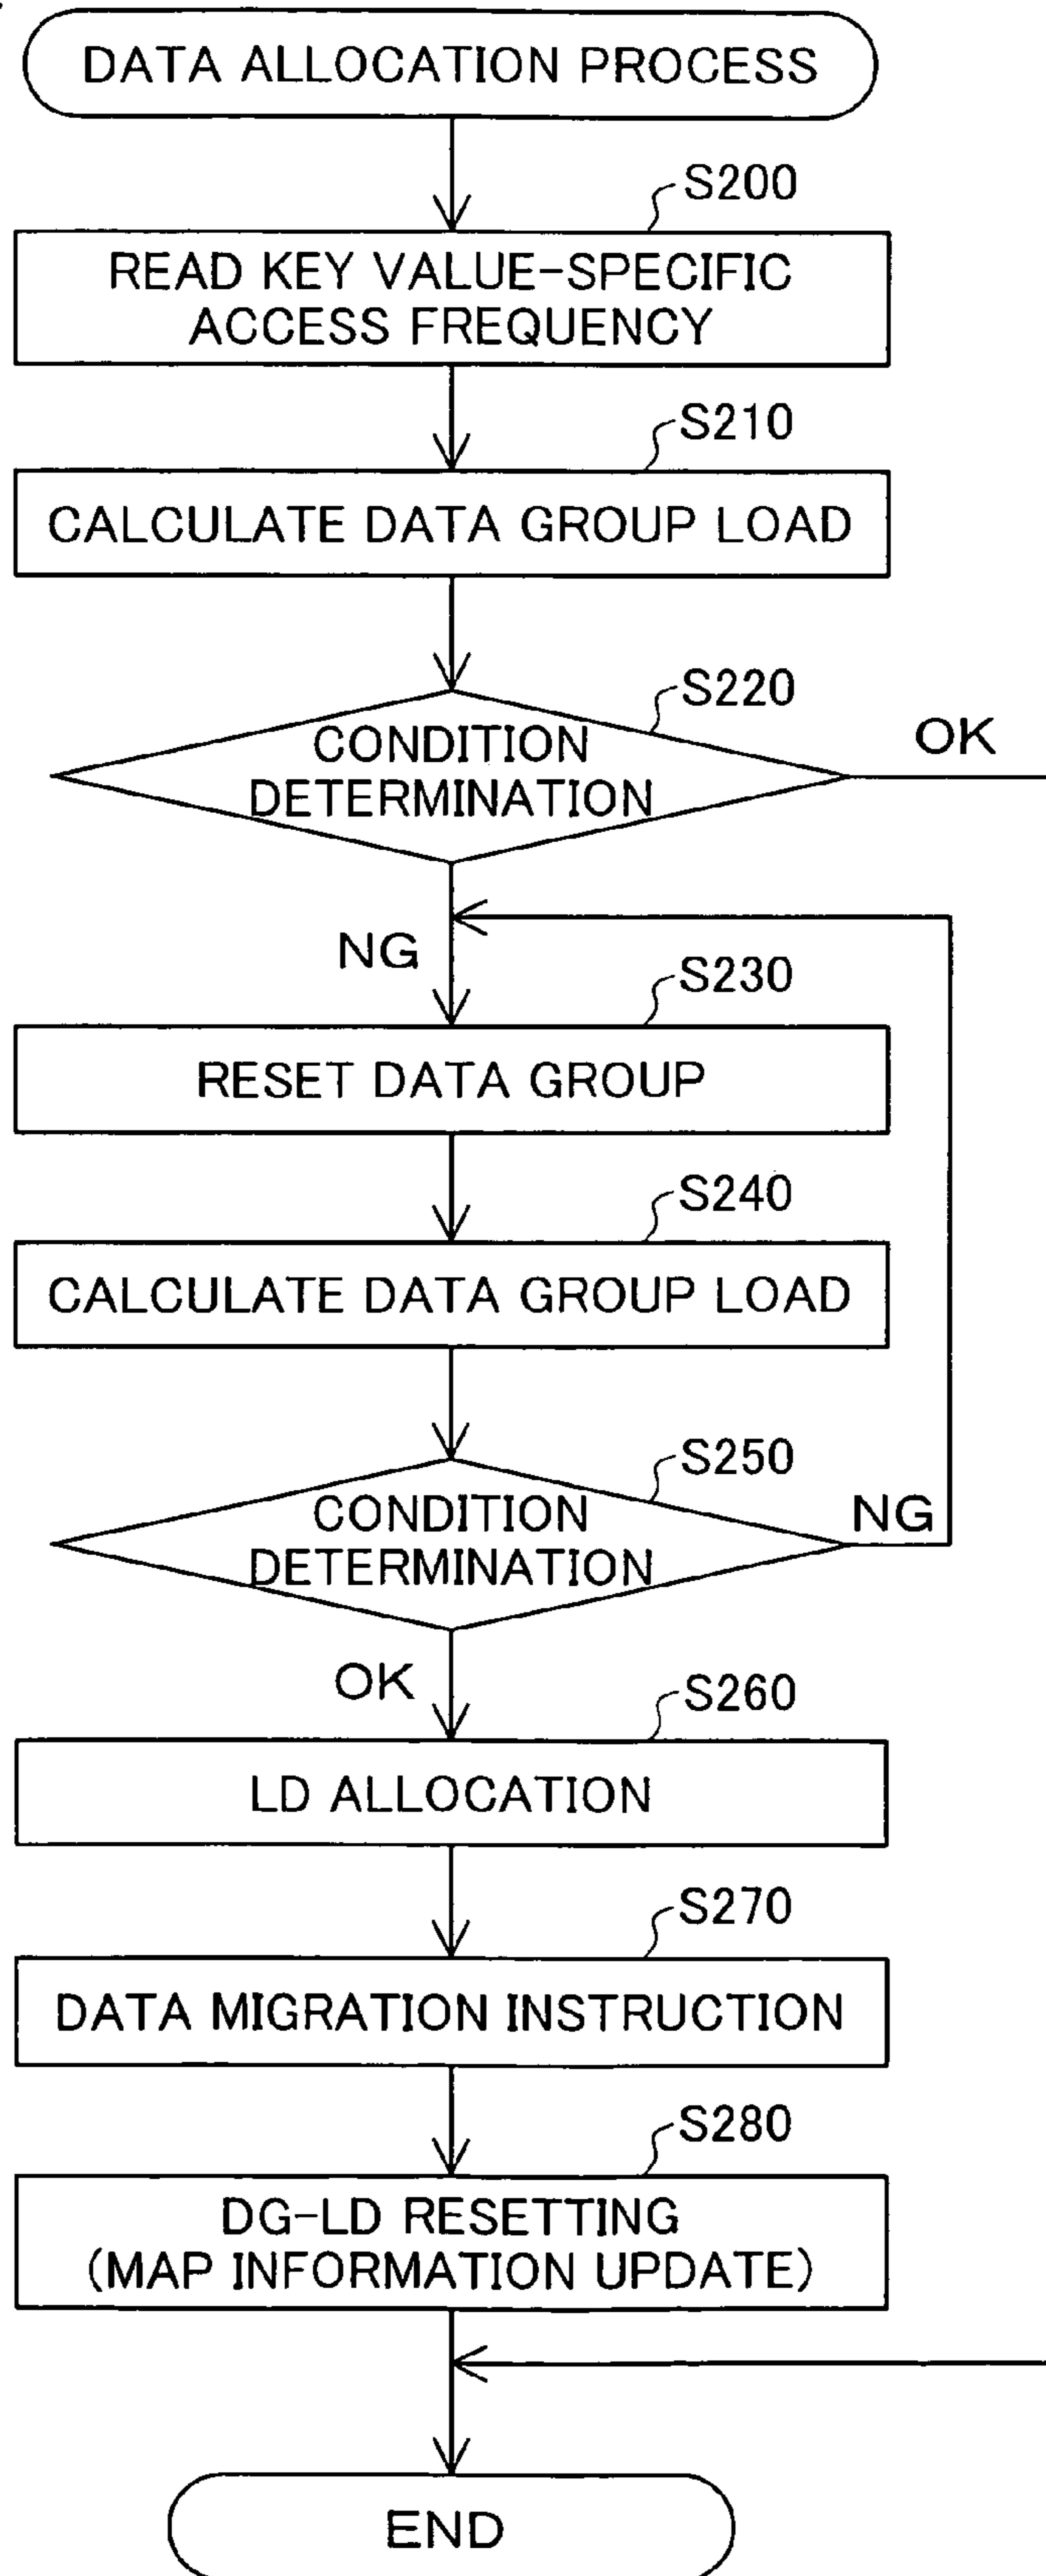 DATA ALLOCATION PROCESS
S200
READ KEY VALUE-SPECIFIC
ACCESS FREQUENCY
S210
CALCULATE DATA GROUP LOAD
S220
CONDITION
DETERMINATION
OK
NG
S230
RESET DATA GROUP
S240
CALCULATE DATA GROUP LOAD
S250
CONDITION
DETERMINATION
NG
OK
S260
LD ALLOCATION
S270
DATA MIGRATION INSTRUCTION
S280
DG-LD RESETTING
(MAP INFORMATION UPDATE)
END